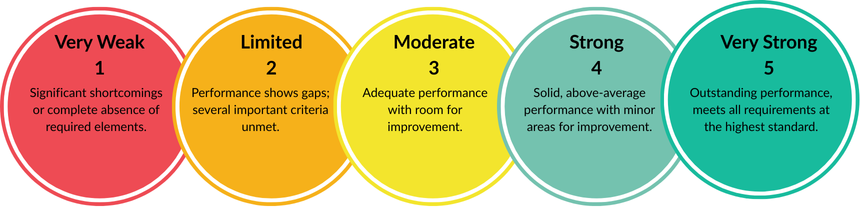 Very Weak
1
Significant shortcomings
or complete absence of
required elements.
Limited
2
Performance shows gaps;
several important criteria
unmet.
Moderate
3
Adequate performance
with room for
improvement.
Strong
4
Solid, above-average
performance with minor
areas for improvement.
Very Strong
5
Outstanding performance,
meets all requirements at
the highest standard.